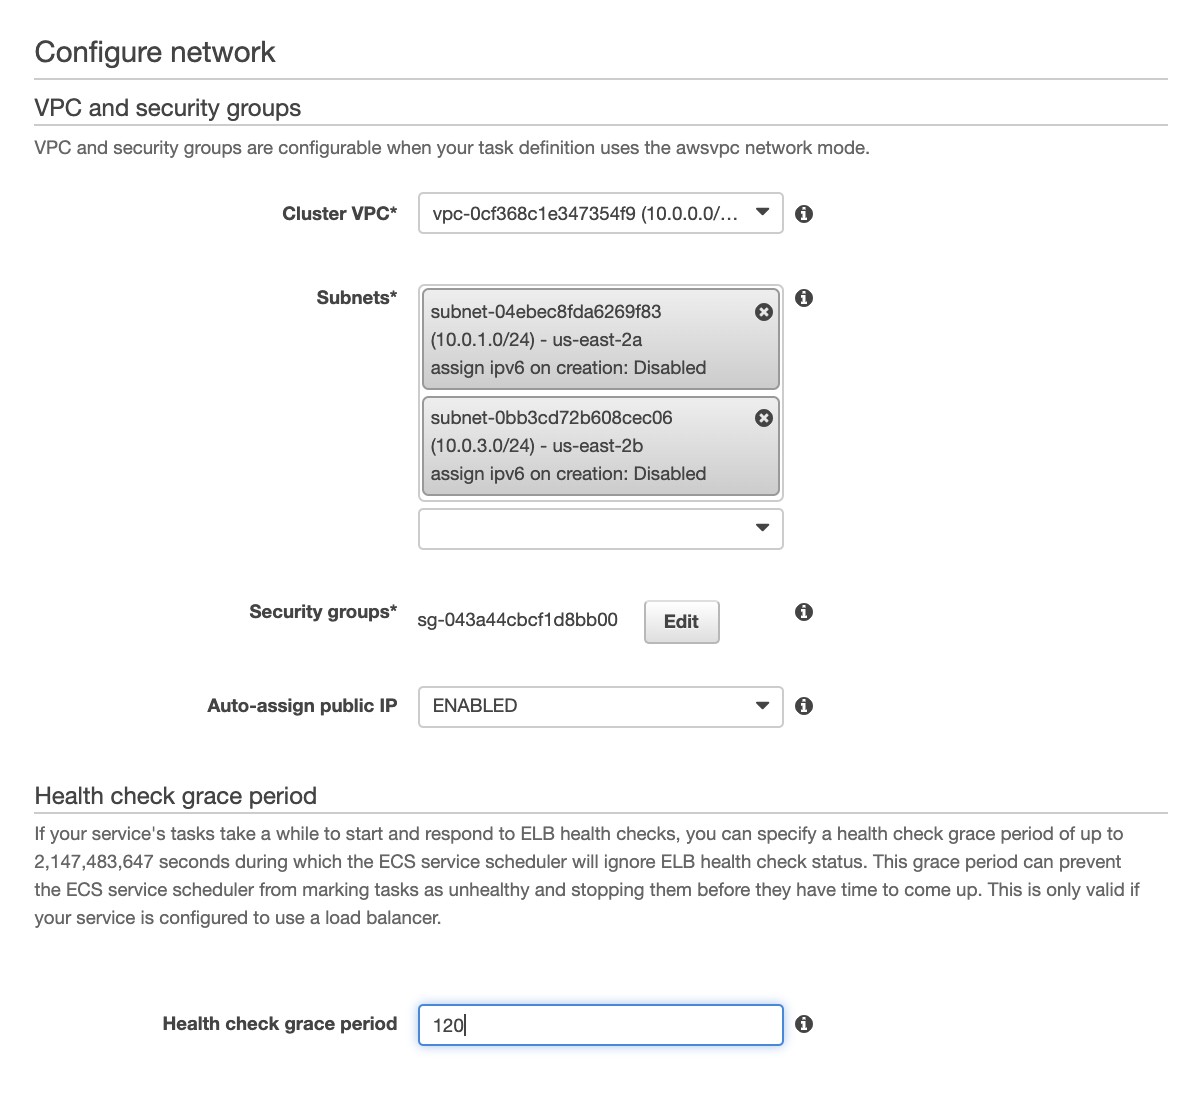 Configure network
VPC and security groups
VPC and security groups are configurable when your task definition uses the awsvpc network mode.
Cluster VPC*
vpc-0cf368c1e347354f9 (10.0.0.0/...
Subnets*
subnet-04ebec8fda6269f83
(10.0.1.0/24) - us-east-2a
assign ipv6 on creation: Disabled
subnet-0bb3cd72b608cec06
(10.0.3.0/24) - us-east-2b
assign ipv6 on creation: Disabled
Security groups*
sg-043a44cbcf1d8bb00
Edit
Auto-assign public IP
ENABLED
Health check grace period
If your service's tasks take a while to start and respond to ELB health checks, you can specify a health check grace period of up to
2,147,483,647 seconds during which the ECS service scheduler will ignore ELB health check status. This grace period can prevent
the ECS service scheduler from marking tasks as unhealthy and stopping them before they have time to come up. This is only valid if
your service is configured to use a load balancer.
Health check grace period
120